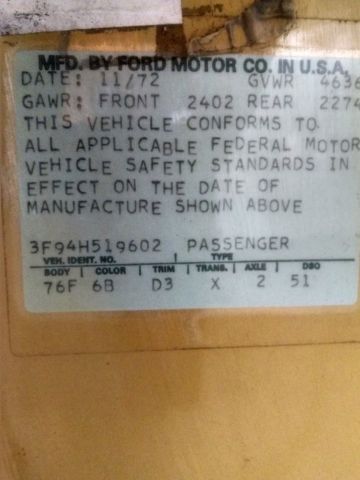 MFD. BY FORD MOTOR CO. IN U.S.A.
DATE: 11/72 GVWR 4636
GAWR: FRONT 2402 REAR 2274
THIS VEHICLE CONFORMS TO
ALL APPLICABLE FEDERAL MOTOR
VEHICLE SAFETY STANDARDS IN
EFFECT ON THE DATE OF
MANUFACTURE SHOWN ABOVE
3F94H519602 PASSENGER
VEH. IDENT. NO. TYPE
BODY COLOR TRIM TRANS. AXLE DSO
76F 6B D3 X 2 51